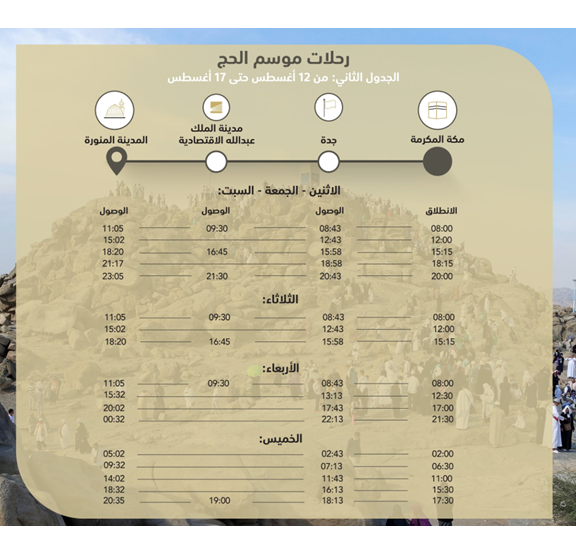 رحلات موسم الحج
الجدول الثاني: من 12 أغسطس حتى 17 أغسطس
مكة المكرمة جدة مدينة الملك عبدالله الاقتصادية المدينة المنورة
الاثنين - الجمعة - السبت:
الانطلاق الوصول الوصول الوصول
08:00 08:43 09:30 11:05
12:00 12:43 15:02
15:15 15:58 16:45 18:20
18:15 18:58 21:17
20:00 20:43 21:30 23:05
الثلاثاء:
08:00 08:43 09:30 11:05
12:00 12:43 15:02
15:15 15:58 16:45 18:20
الأربعاء:
08:00 08:43 09:30 11:05
12:30 13:13 15:32
17:00 17:43 20:02
21:30 22:13 00:32
الخميس:
02:00 02:43 05:02
06:30 07:13 09:32
11:00 11:43 14:02
15:30 16:13 18:32
17:30 18:13 19:00 20:35